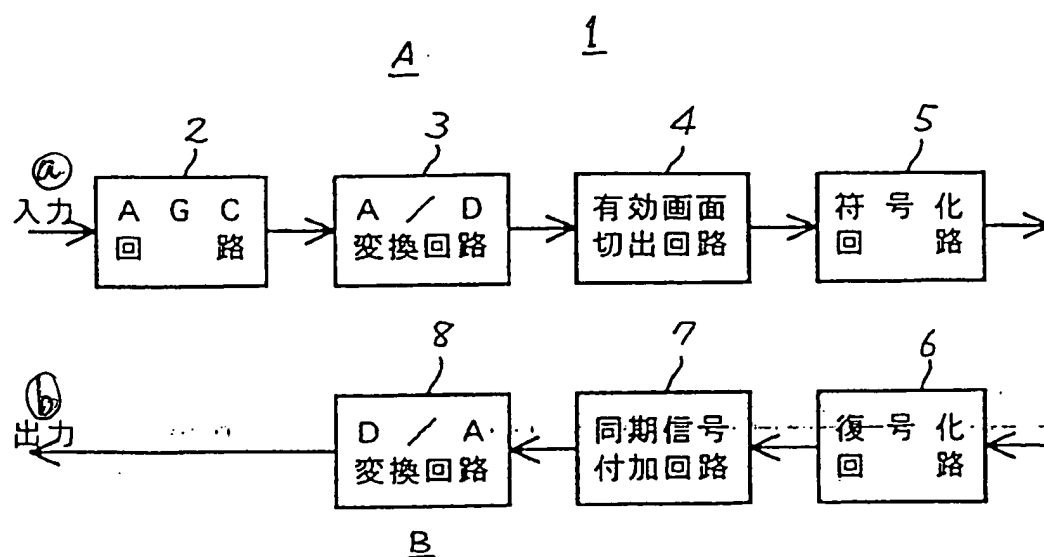 A
1
2
3
4
5
ⓐ
入力
A G C
回 路
A / D
変換回路
有効画面
切出回路
符 号 化
回 路
8
7
6
ⓑ
出力
D / A
変換回路
同期信号
付加回路
復 号 化
回 路
B